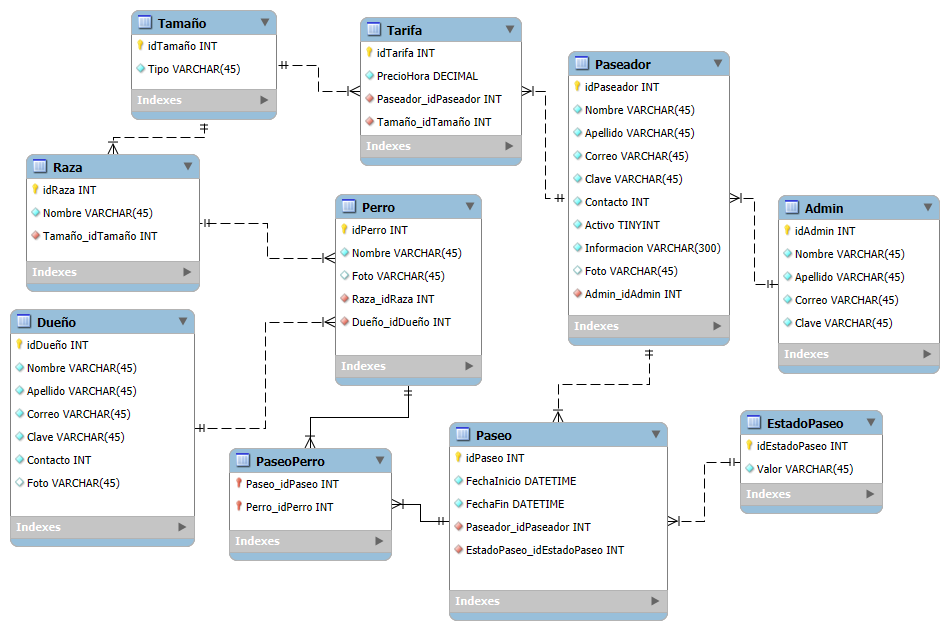 Tamaño
idTamaño INT
Tipo VARCHAR(45)
Indexes
Tarifa
idTarifa INT
PrecioHora DECIMAL
Paseador_idPaseador INT
Tamaño_idTamaño INT
Indexes
Paseador
idPaseador INT
Nombre VARCHAR(45)
Apellido VARCHAR(45)
Correo VARCHAR(45)
Clave VARCHAR(45)
Contacto INT
Activo TINYINT
Informacion VARCHAR(300)
Foto VARCHAR(45)
Admin_idAdmin INT
Indexes
Raza
idRaza INT
Nombre VARCHAR(45)
Tamaño_idTamaño INT
Indexes
Perro
idPerro INT
Nombre VARCHAR(45)
Foto VARCHAR(45)
Raza_idRaza INT
Dueño_idDueño INT
Indexes
Admin
idAdmin INT
Nombre VARCHAR(45)
Apellido VARCHAR(45)
Correo VARCHAR(45)
Clave VARCHAR(45)
Indexes
Dueño
idDueño INT
Nombre VARCHAR(45)
Apellido VARCHAR(45)
Correo VARCHAR(45)
Clave VARCHAR(45)
Contacto INT
Foto VARCHAR(45)
Indexes
PaseoPerro
Paseo_idPaseo INT
Perro_idPerro INT
Indexes
Paseo
idPaseo INT
FechaInicio DATETIME
FechaFin DATETIME
Paseador_idPaseador INT
EstadoPaseo_idEstadoPaseo INT
Indexes
EstadoPaseo
idEstadoPaseo INT
Valor VARCHAR(45)
Indexes